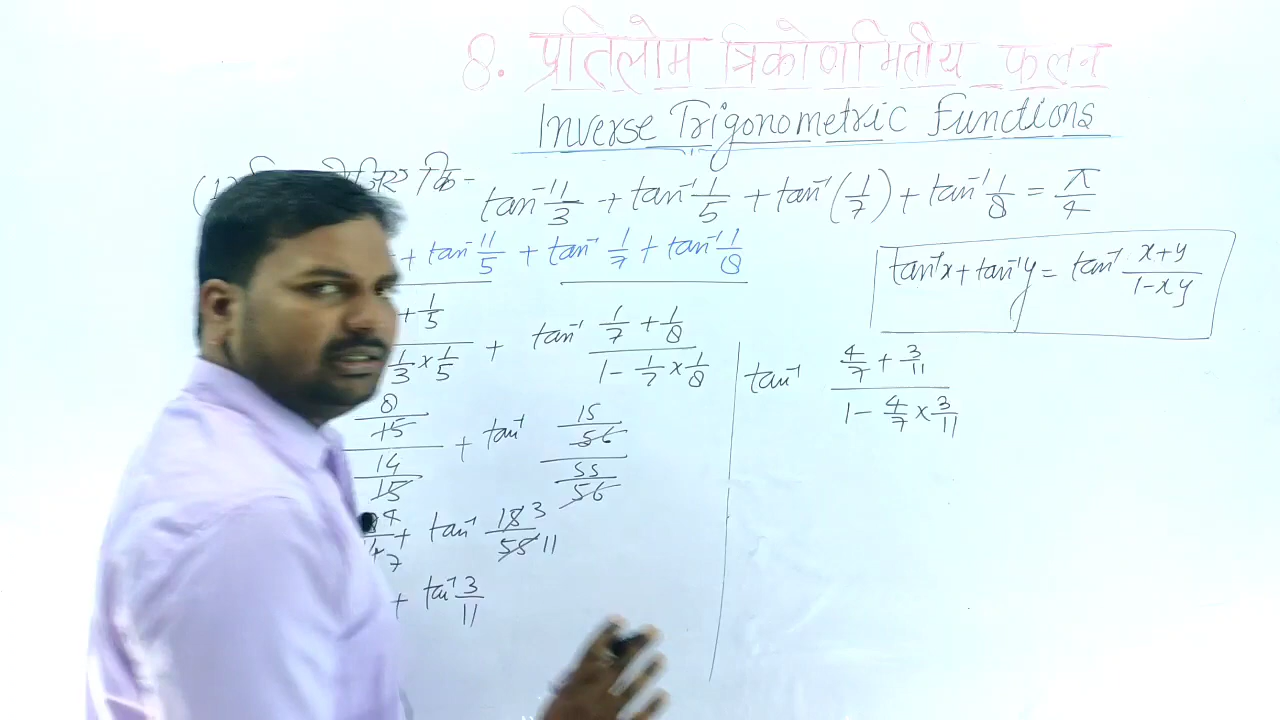 8. प्रतिलोम त्रिकोणमितीय फलन
Inverse Trigonometric Functions
कि- tan⁻¹ 1/3 + tan⁻¹ 1/5 + tan⁻¹ (1/7) + tan⁻¹ 1/8 = π/4
+ tan⁻¹ 1/5 + tan⁻¹ 1/7 + tan⁻¹ 1/8
tan⁻¹x + tan⁻¹y = tan⁻¹ x+y / 1-xy
+ 1/5
1/3 × 1/5 + tan⁻¹ 1/7 + 1/8 / 1 - 1/7 × 1/8
8/15 / 14/15 + tan⁻¹ 15/56 / 55/56
4/7 + tan⁻¹ 15/55 3/11
+ tan⁻¹ 3/11
tan⁻¹ 4/7 + 3/11 / 1 - 4/7 × 3/11